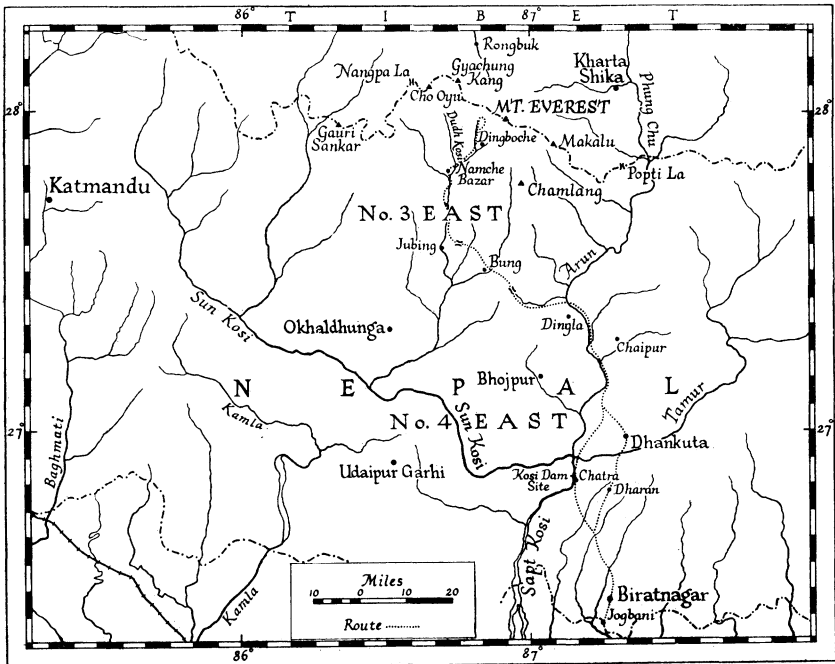 86° 87°
T I B E T
Rongbuk
Nangpa La
Gyachung
Kang
Kharta
Shika
Phung Chu
28° 28°
Cho Oyu
MT. EVEREST
Gauri
Sankar
Dudh Kosi
Dingboche
Makalu
Namche
Bazar
Popti La
Katmandu
Chamlang
No. 3 EAST
Jubing
Bung
Arun
Sun Kosi
Okhaldhunga
Dingla
Chaipur
N E P A L
Bhojpur
Kamla
No. 4 EAST
Sun Kosi
Tamur
27° 27°
Baghmati
Dhankuta
Udaipur Garhi
Kosi Dam
Site
Chatra
Dharan
Sapt Kosi
Kamla
Miles
10 0 10 20
Route
Biratnagar
Jogbani
86° 87°